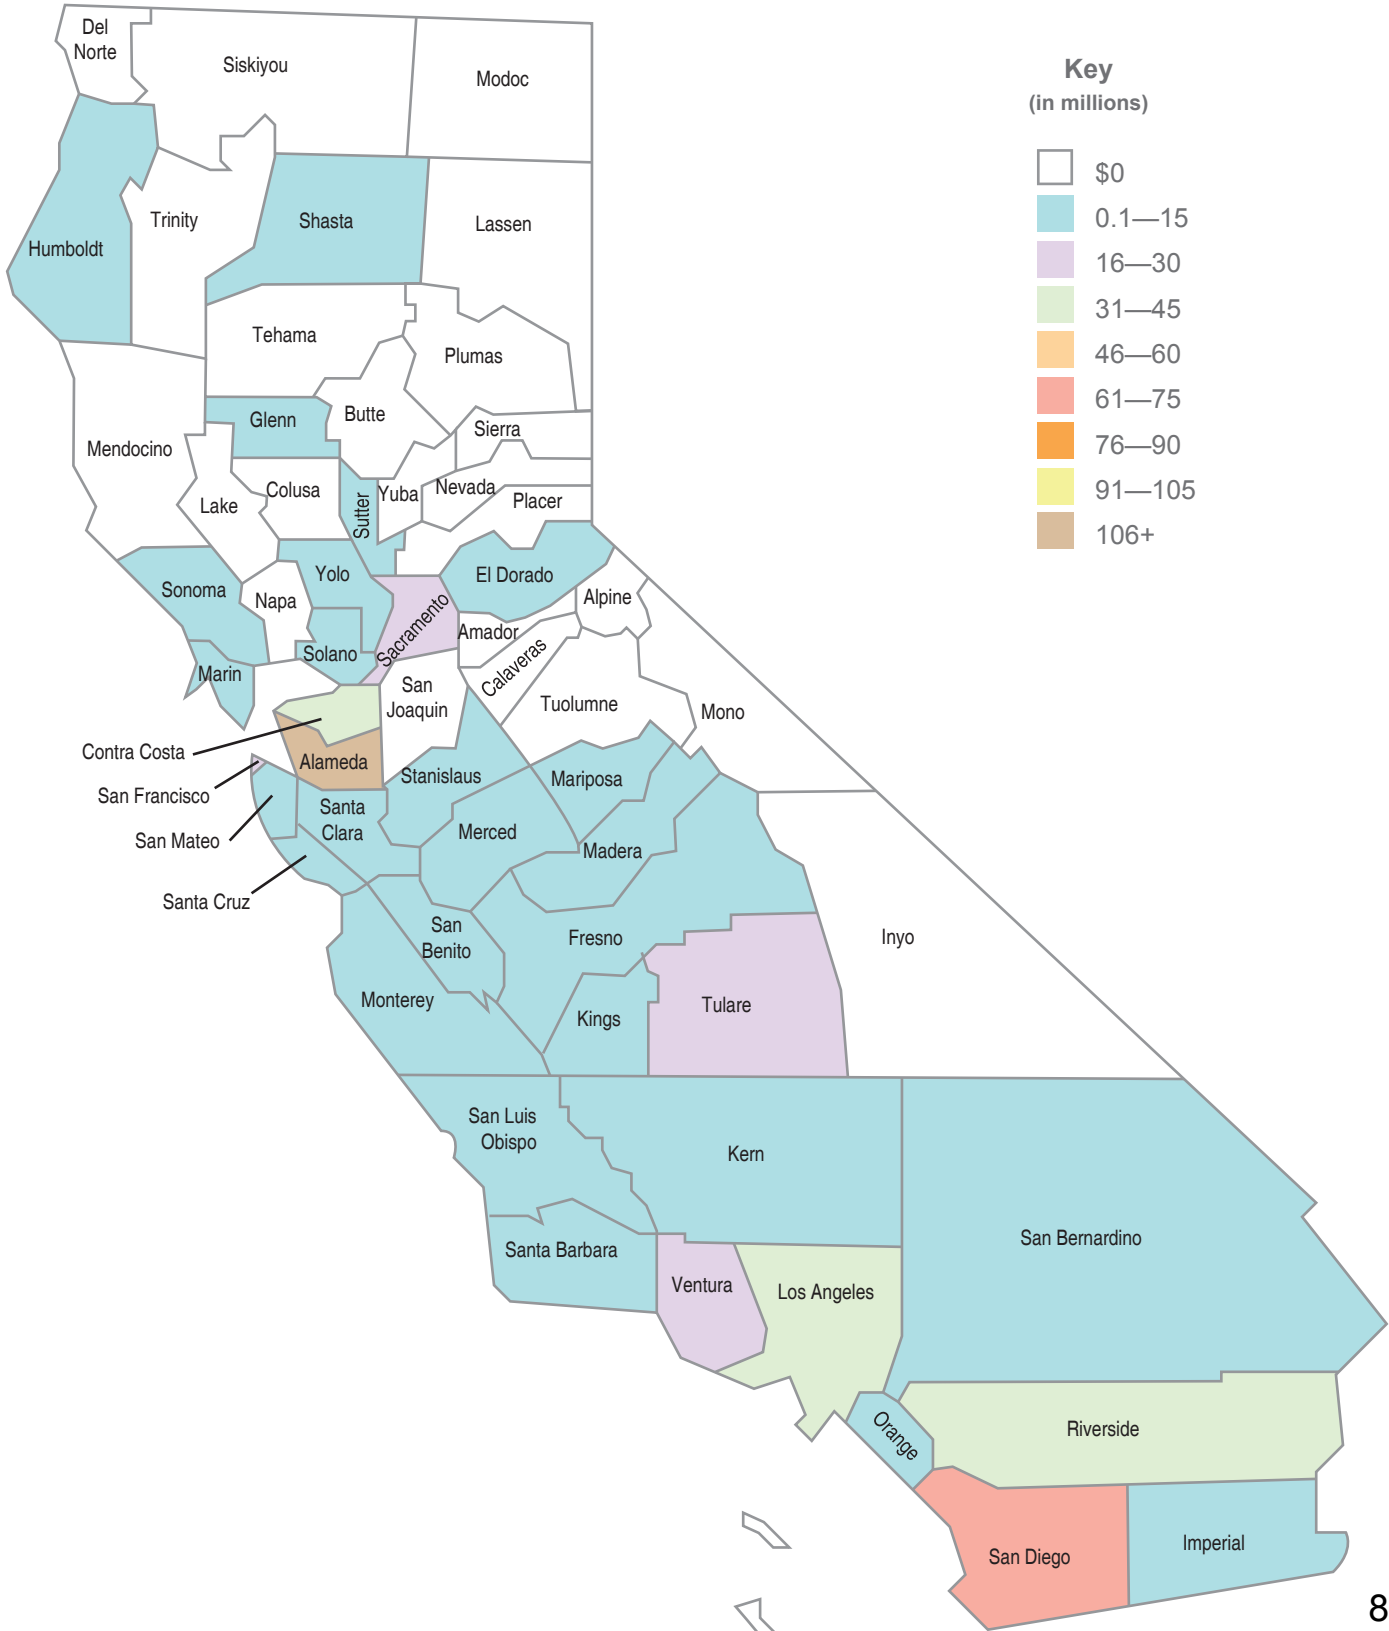 Del
Norte
Siskiyou
Modoc
Key
(in millions)
$0
0.1—15
16—30
31—45
46—60
61—75
76—90
91—105
106+
Humboldt
Trinity
Shasta
Lassen
Tehama
Plumas
Mendocino
Glenn
Butte
Sierra
Lake
Colusa
Sutter
Yuba
Nevada
Placer
Sonoma
Napa
Yolo
El Dorado
Alpine
Sacramento
Amador
Calaveras
Marin
Solano
San
Joaquin
Tuolumne
Mono
Contra Costa
Alameda
Stanislaus
Mariposa
San Francisco
Santa
Clara
San Mateo
Merced
Madera
Santa Cruz
San
Benito
Fresno
Inyo
Monterey
Kings
Tulare
San Luis
Obispo
Kern
Santa Barbara
San Bernardino
Ventura
Los Angeles
Orange
Riverside
San Diego
Imperial
8